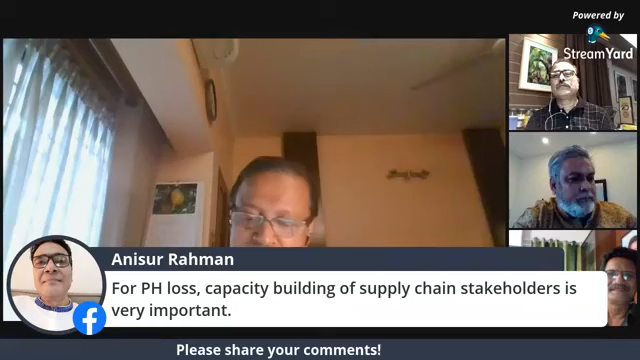 Powered by
StreamYard
Anisur Rahman
For PH loss, capacity building of supply chain stakeholders is
very important.
Please share your comments!